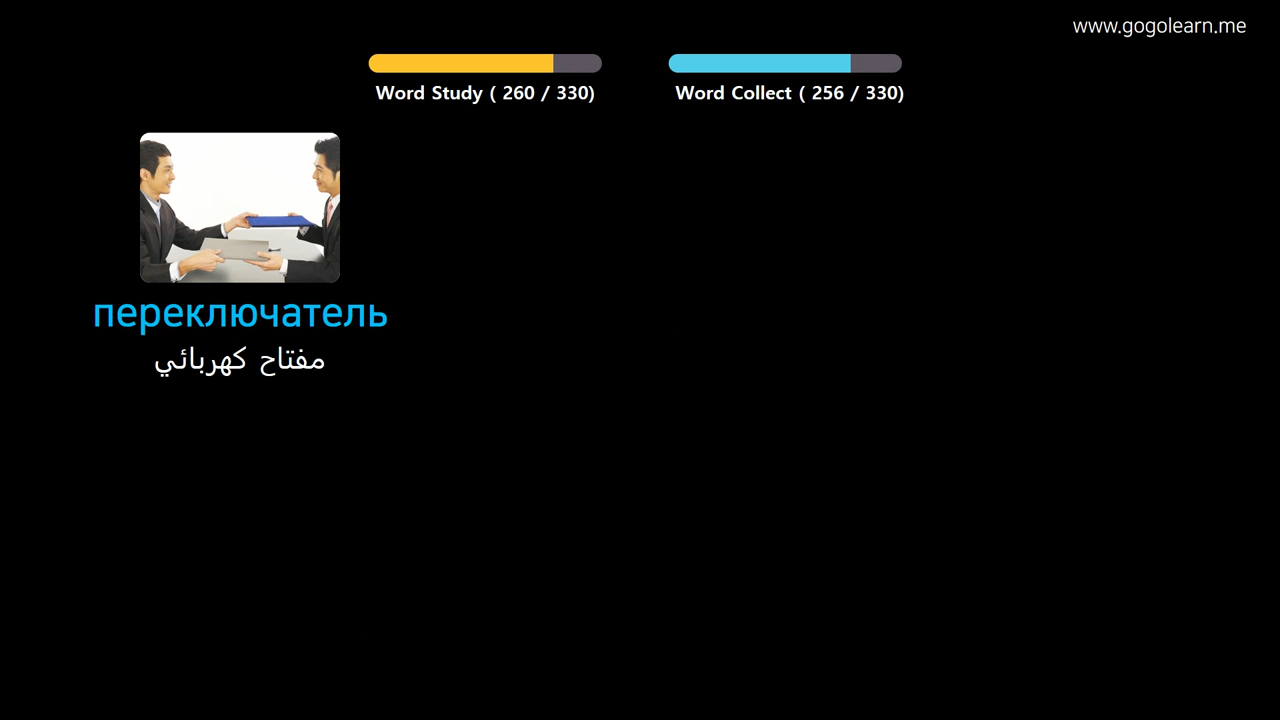 www.gogolearn.me
Word Study ( 260 / 330)
Word Collect ( 256 / 330)
переключатель
مفتاح كهربائي